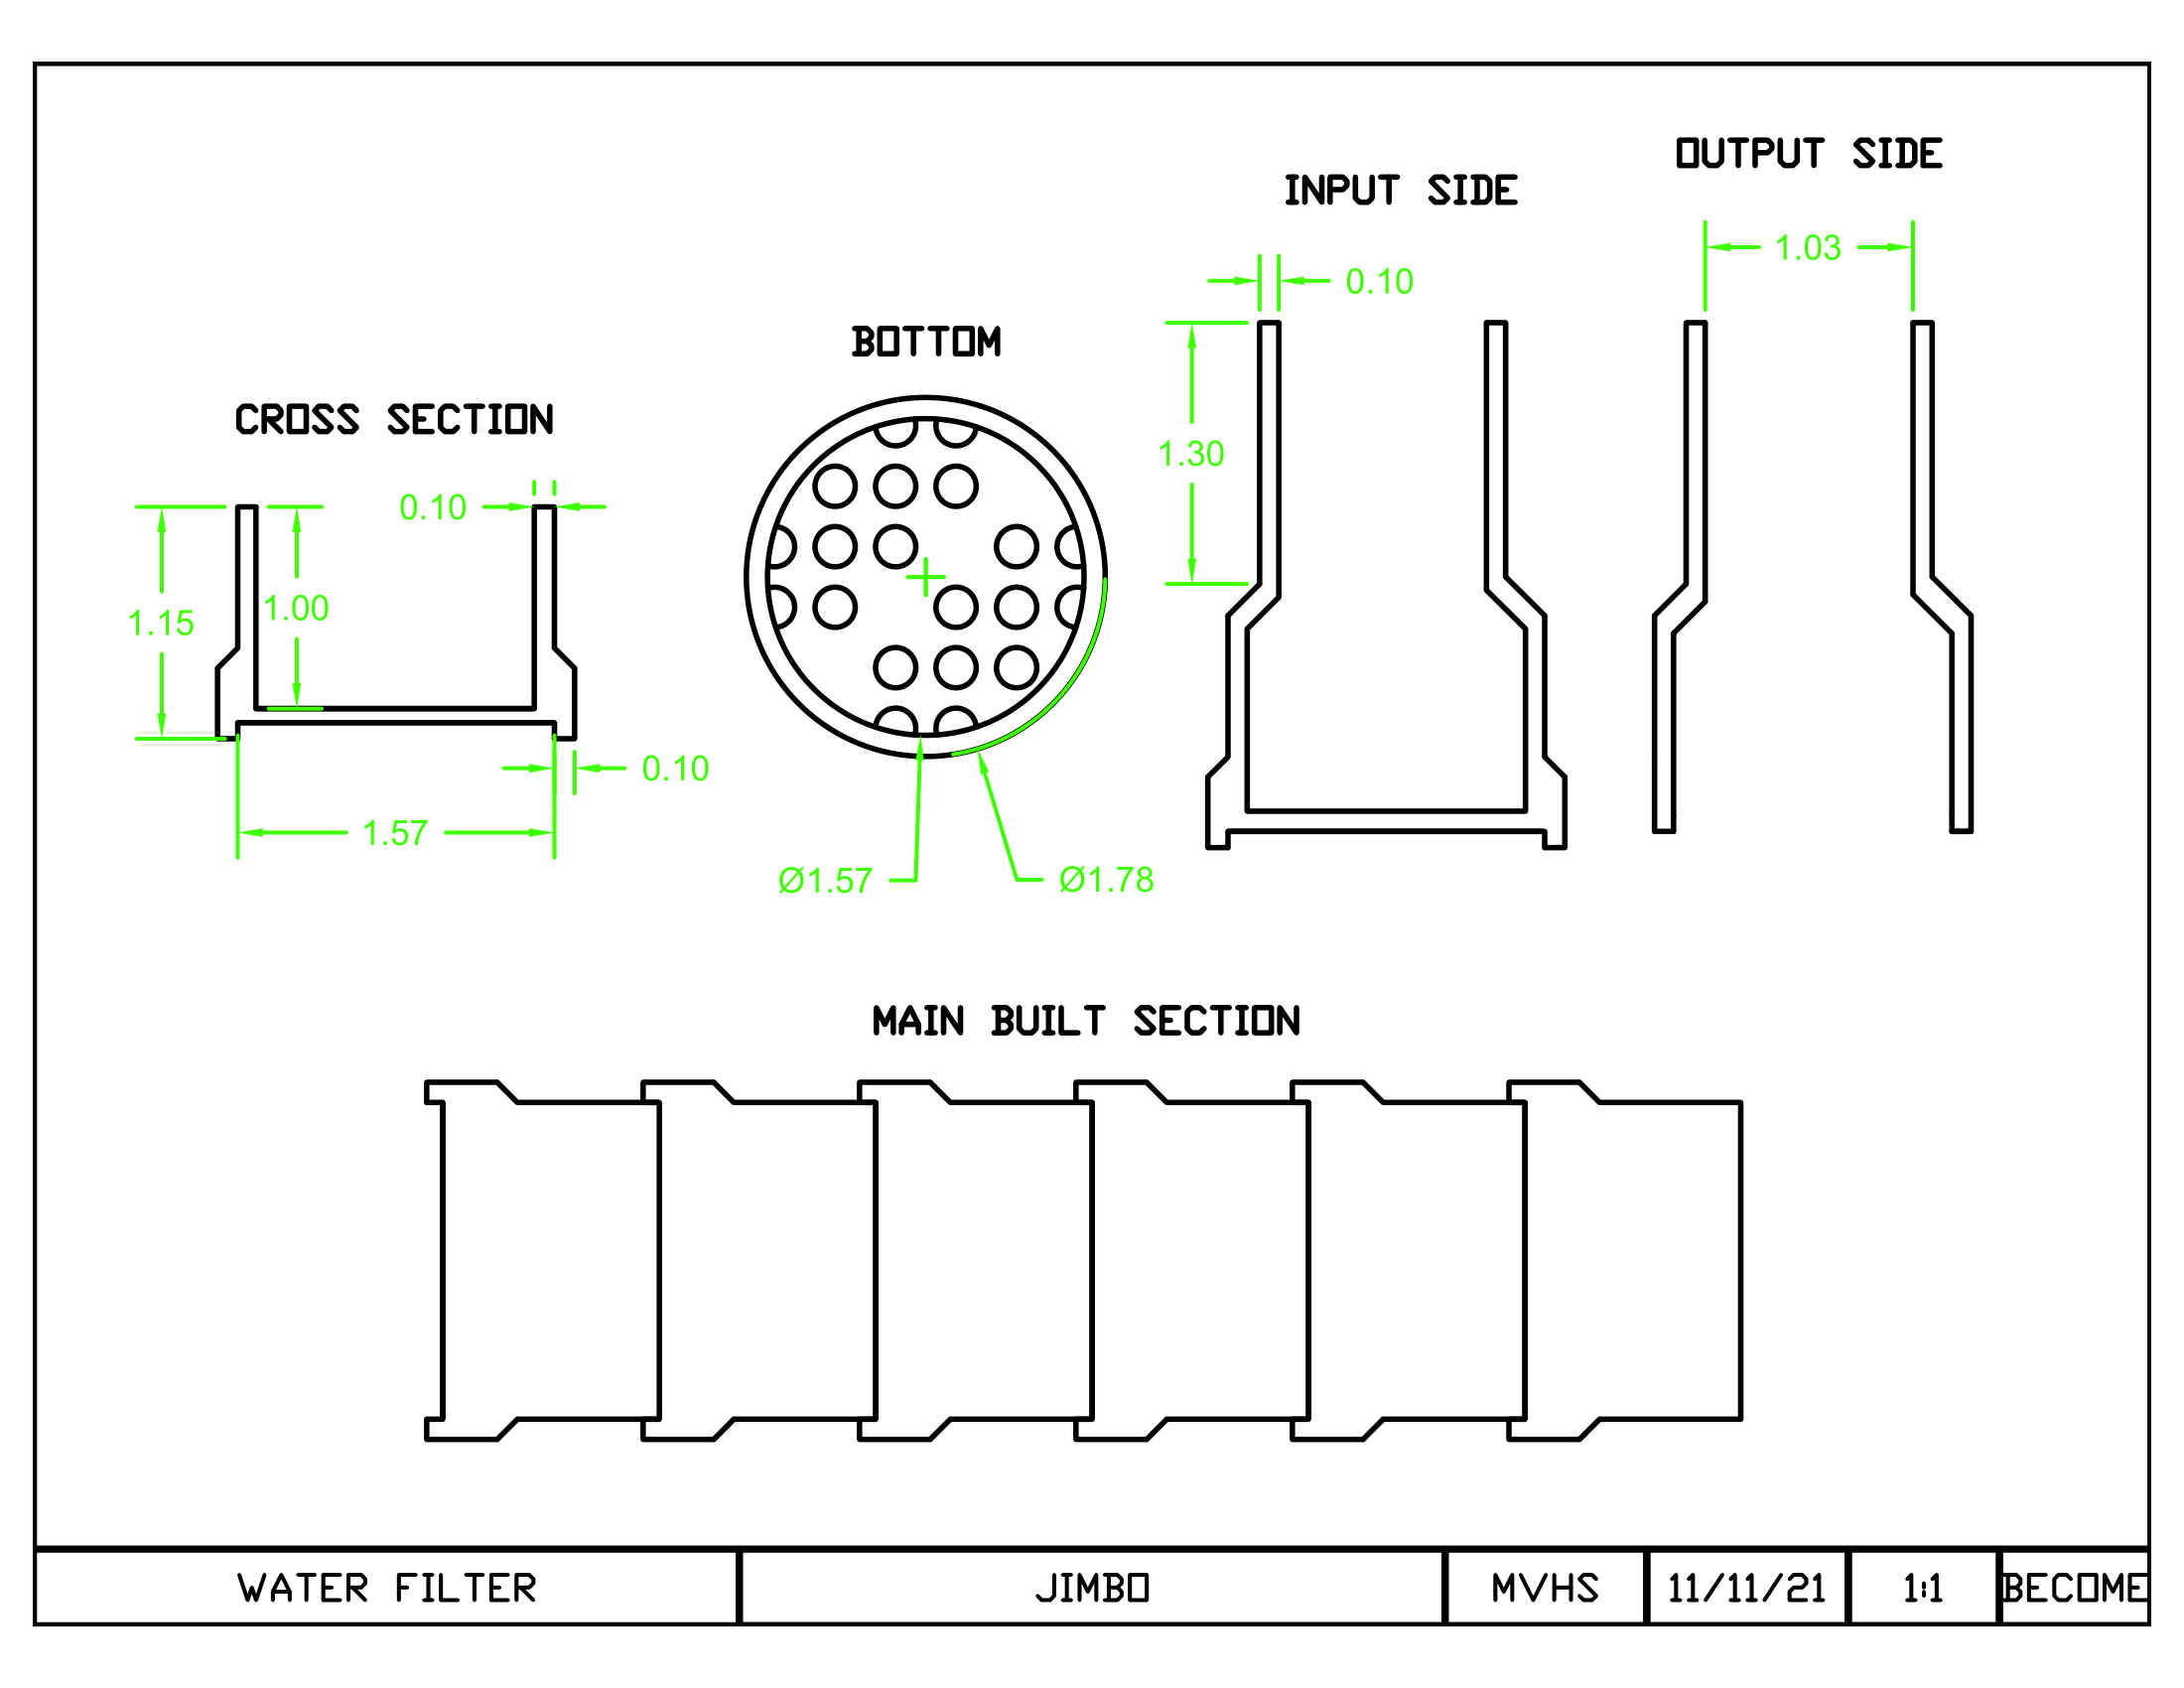 OUTPUT SIDE
INPUT SIDE
1.03
0.10
BOTTOM
CROSS SECTION
1.30
0.10
1.15
1.00
0.10
1.57
Ø1.57
Ø1.78
MAIN BUILT SECTION
WATER FILTER
JIMBO
MVHS
11/11/21
1:1
BECOME